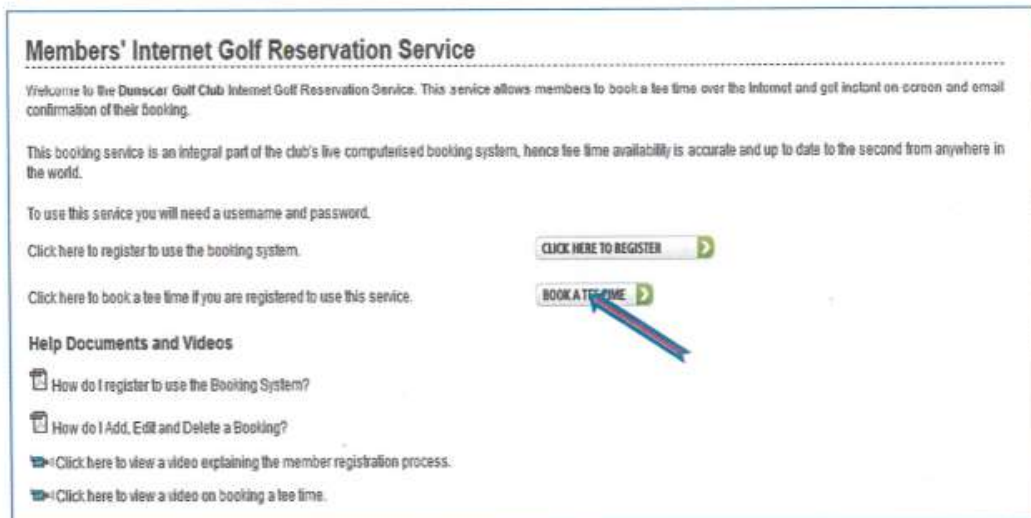 Members' Internet Golf Reservation Service
Welcome to the Dunscar Golf Club Internet Golf Reservation Service. This service allows members to book a tee time over the Internet and get instant on screen and email
confirmation of their booking.
This booking service is an integral part of the club's live computerised booking system, hence tee time availability is accurate and up to date to the second from anywhere in
the world.
To use this service you will need a username and password.
Click here to register to use the booking system.
CLICK HERE TO REGISTER
Click here to book a tee time if you are registered to use this service.
BOOK A TEE TIME
Help Documents and Videos
How do I register to use the Booking System?
How do I Add, Edit and Delete a Booking?
Click here to view a video explaining the member registration process.
Click here to view a video on booking a tee time.